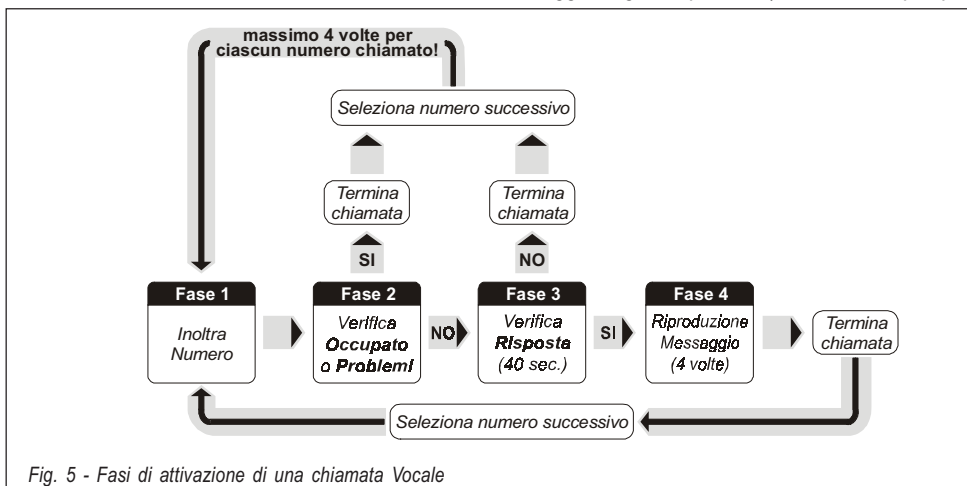 massimo 4 volte per
ciascun numero chiamato!
Seleziona numero successivo
Termina
chiamata
Termina
chiamata
SI
NO
Fase 1
Inoltra
Numero
Fase 2
Verifica
Occupato
o Problemi
NO
Fase 3
Verifica
Risposta
(40 sec.)
SI
Fase 4
Riproduzione
Messaggio
(4 volte)
Termina
chiamata
Seleziona numero successivo
Fig. 5 - Fasi di attivazione di una chiamata Vocale